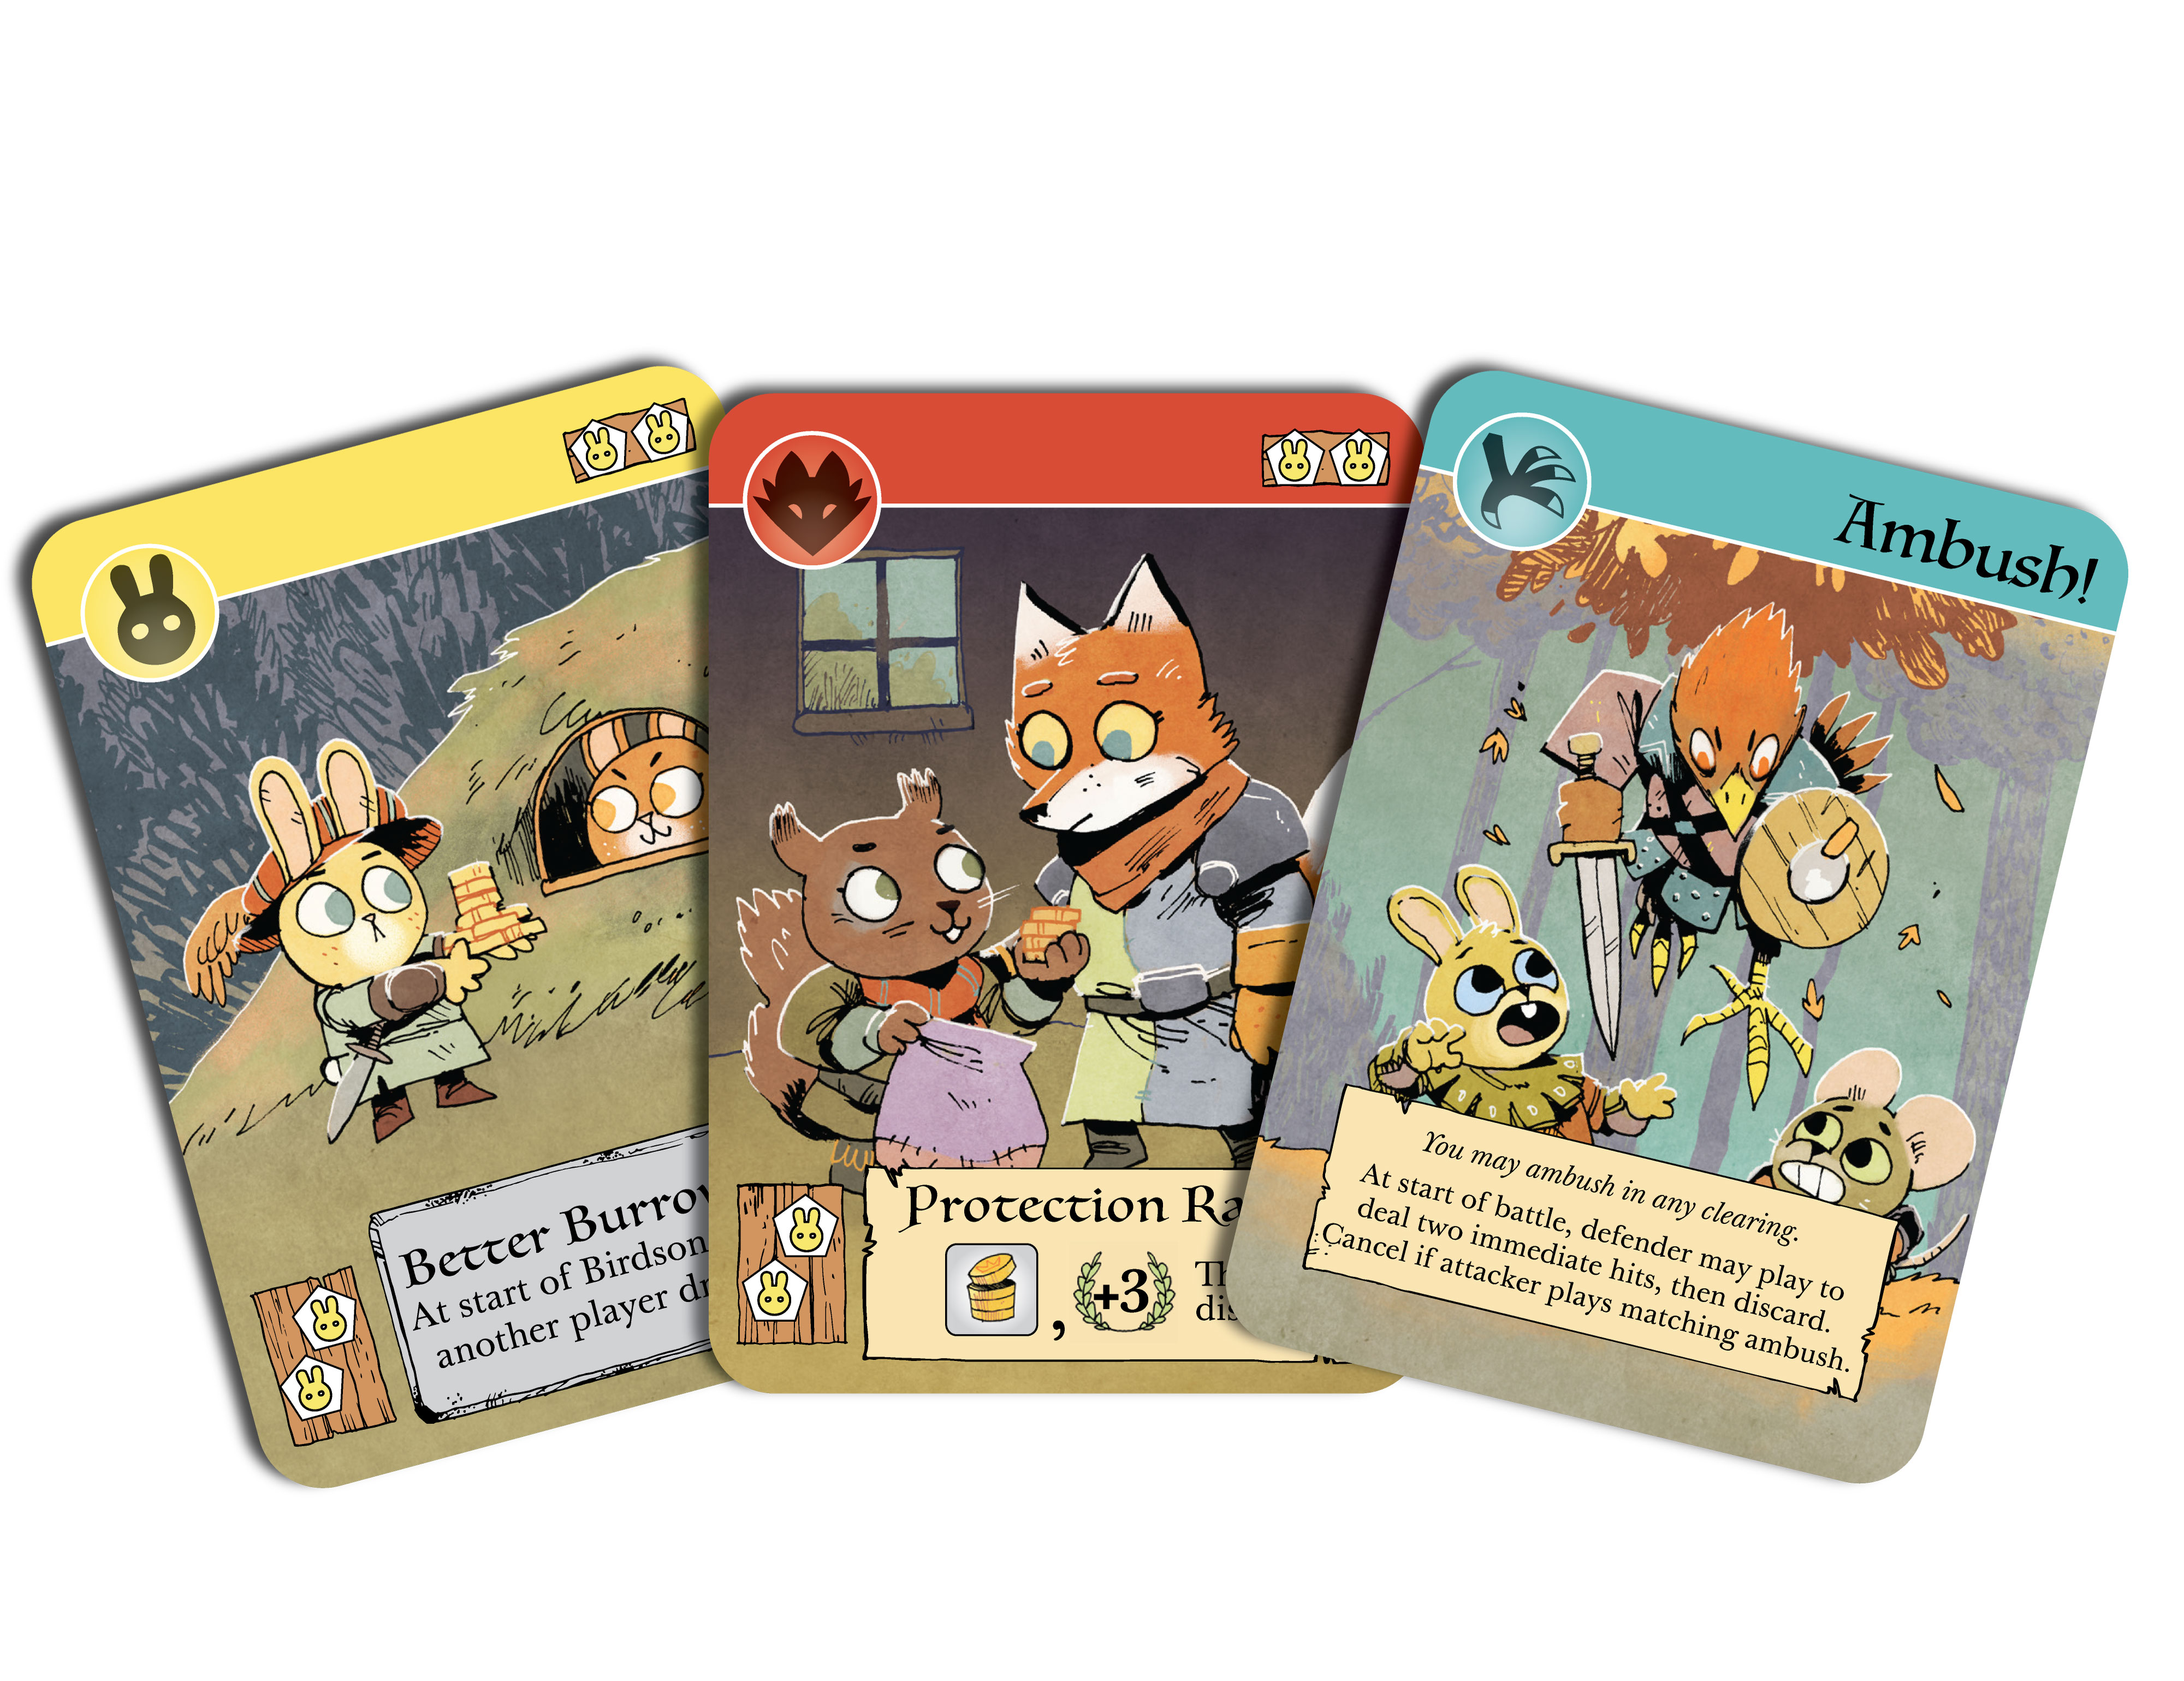 Better
At start of
another player
Protection
+3
Ambush!
You may ambush in any clearing.
At start of battle, defender may play to
deal two immediate hits, then discard.
Cancel if attacker plays matching ambush.